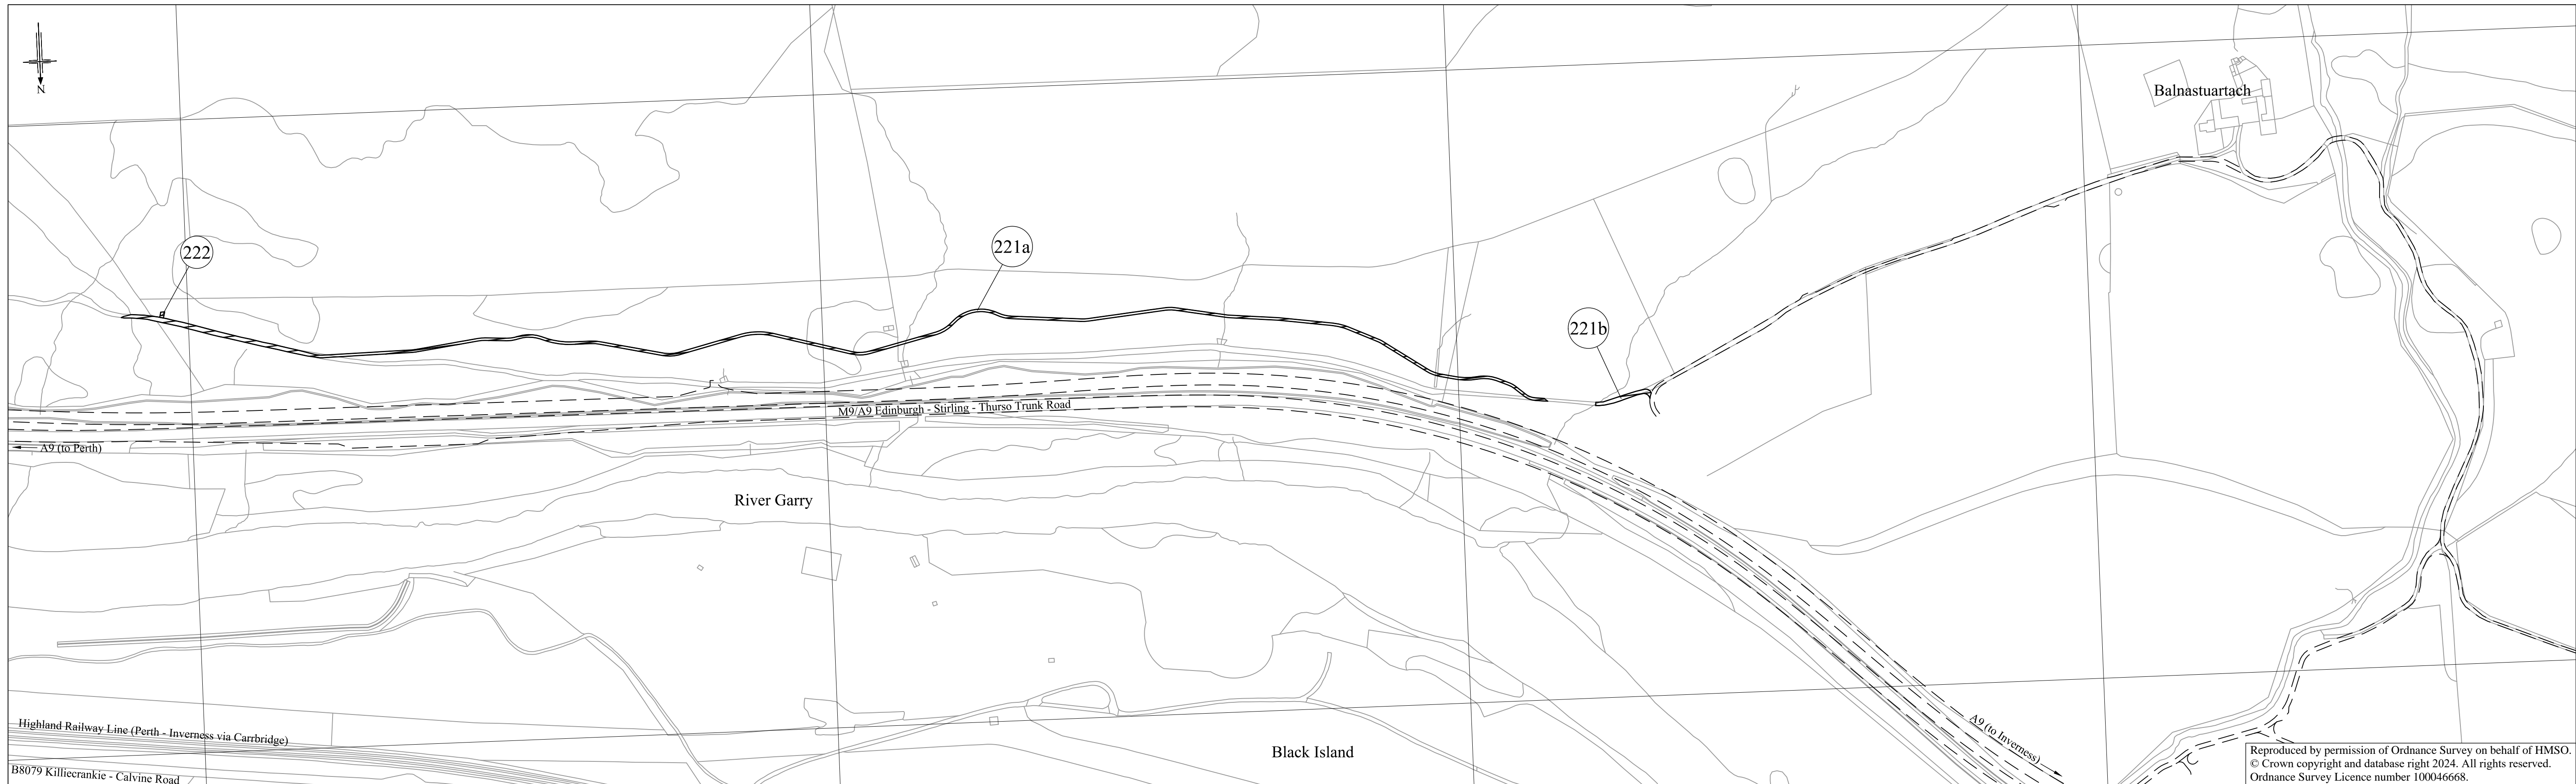 N
Balnastuartach
222
221a
221b
M9/A9 Edinburgh - Stirling - Thurso Trunk Road
A9 (to Perth)
River Garry
Highland Railway Line (Perth - Inverness via Carrbridge)
B8079 Killiecrankie - Calvine Road
Black Island
A9 (to Inverness)
Reproduced by permission of Ordnance Survey on behalf of HMSO.
© Crown copyright and database right 2024. All rights reserved.
Ordnance Survey Licence number 100046668.